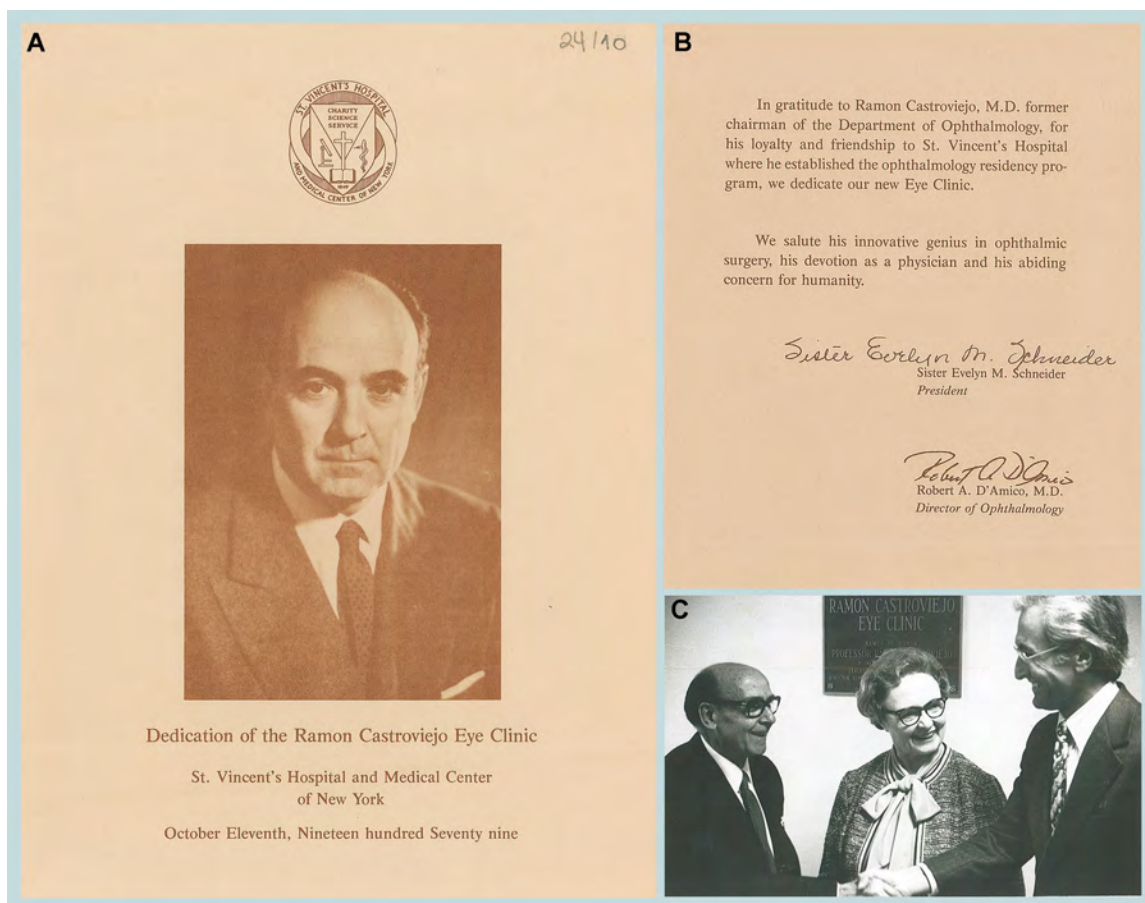 A
24/10
ST. VINCENT'S HOSPITAL
CHARITY
SCIENCE
SERVICE
AND MEDICAL CENTER OF NEW YORK
Dedication of the Ramon Castroviejo Eye Clinic
St. Vincent's Hospital and Medical Center
of New York
October Eleventh, Nineteen hundred Seventy nine
B
In gratitude to Ramon Castroviejo, M.D. former
chairman of the Department of Ophthalmology, for
his loyalty and friendship to St. Vincent's Hospital
where he established the ophthalmology residency pro-
gram, we dedicate our new Eye Clinic.
We salute his innovative genius in ophthalmic
surgery, his devotion as a physician and his abiding
concern for humanity.
Sister Evelyn M. Schneider
Sister Evelyn M. Schneider
President
Robert A D'Amico
Robert A. D'Amico, M.D.
Director of Ophthalmology
C
RAMON CASTROVIEJO
EYE CLINIC
PROFESSOR